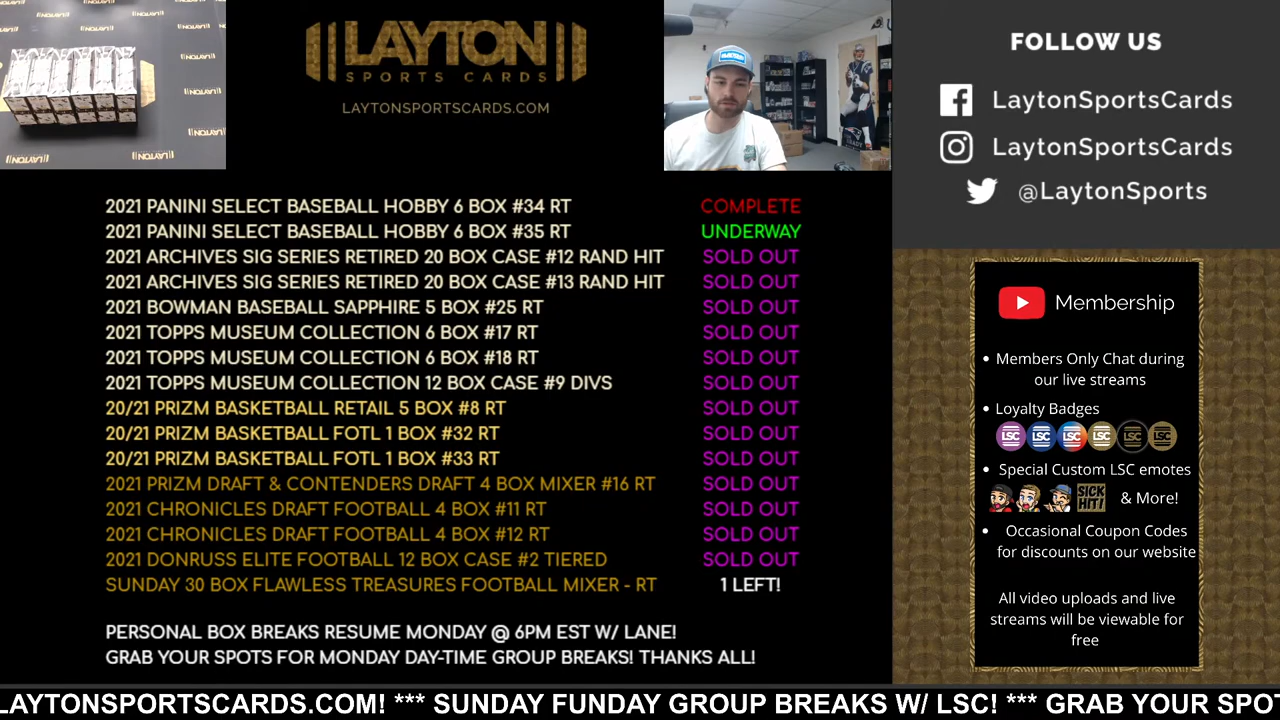 LAYTON
SPORTS CARDS
LAYTONSPORTSCARDS.COM
2021 PANINI SELECT BASEBALL HOBBY 6 BOX #34 RT COMPLETE
2021 PANINI SELECT BASEBALL HOBBY 6 BOX #35 RT UNDERWAY
2021 ARCHIVES SIG SERIES RETIRED 20 BOX CASE #12 RAND HIT SOLD OUT
2021 ARCHIVES SIG SERIES RETIRED 20 BOX CASE #13 RAND HIT SOLD OUT
2021 BOWMAN BASEBALL SAPPHIRE 5 BOX #25 RT SOLD OUT
2021 TOPPS MUSEUM COLLECTION 6 BOX #17 RT SOLD OUT
2021 TOPPS MUSEUM COLLECTION 6 BOX #18 RT SOLD OUT
2021 TOPPS MUSEUM COLLECTION 12 BOX CASE #9 DIVS SOLD OUT
20/21 PRIZM BASKETBALL RETAIL 5 BOX #8 RT SOLD OUT
20/21 PRIZM BASKETBALL FOTL 1 BOX #32 RT SOLD OUT
20/21 PRIZM BASKETBALL FOTL 1 BOX #33 RT SOLD OUT
2021 PRIZM DRAFT & CONTENDERS DRAFT 4 BOX MIXER #16 RT SOLD OUT
2021 CHRONICLES DRAFT FOOTBALL 4 BOX #11 RT SOLD OUT
2021 CHRONICLES DRAFT FOOTBALL 4 BOX #12 RT SOLD OUT
2021 DONRUSS ELITE FOOTBALL 12 BOX CASE #2 TIERED SOLD OUT
SUNDAY 30 BOX FLAWLESS TREASURES FOOTBALL MIXER - RT 1 LEFT!
PERSONAL BOX BREAKS RESUME MONDAY @ 6PM EST W/ LANE!
GRAB YOUR SPOTS FOR MONDAY DAY-TIME GROUP BREAKS! THANKS ALL!
FOLLOW US
LaytonSportsCards
LaytonSportsCards
@LaytonSports
Membership
• Members Only Chat during
our live streams
• Loyalty Badges
LSC LSC LSC LSC LSC LSC
• Special Custom LSC emotes
SICK HIT! & More!
• Occasional Coupon Codes
for discounts on our website
All video uploads and live
streams will be viewable for
free
LAYTONSPORTSCARDS.COM! *** SUNDAY FUNDAY GROUP BREAKS W/ LSC! *** GRAB YOUR SPO